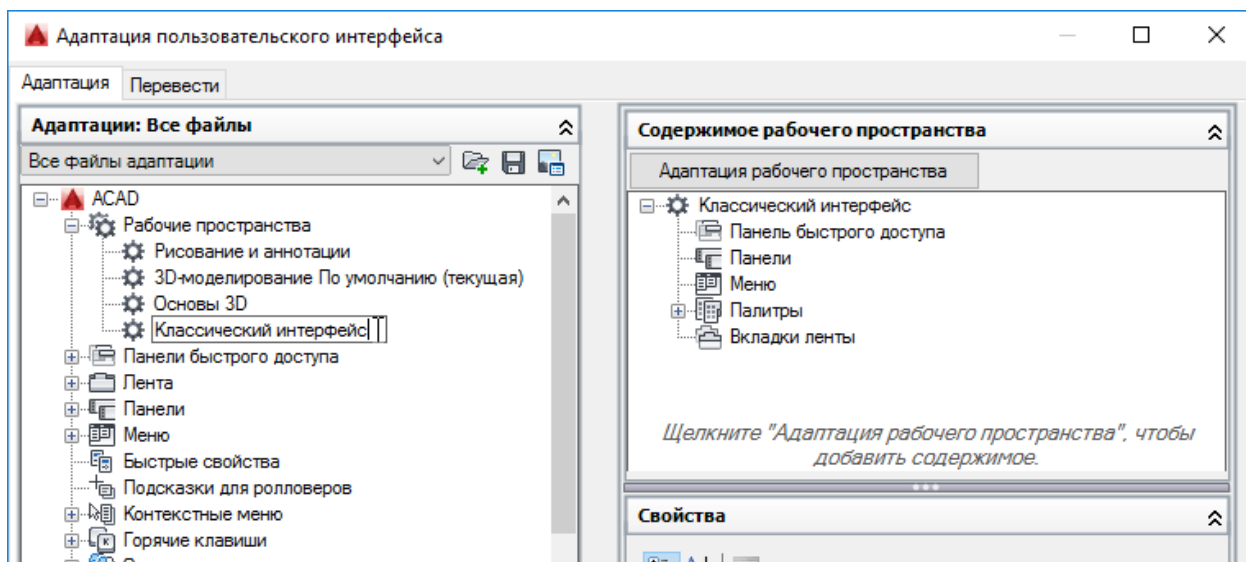 Адаптация пользовательского интерфейса
Адаптация
Перевести
Адаптации: Все файлы
Все файлы адаптации
ACAD
Рабочие пространства
Рисование и аннотации
3D-моделирование По умолчанию (текущая)
Основы 3D
Классический интерфейс
Панели быстрого доступа
Лента
Панели
Меню
Быстрые свойства
Подсказки для ролловеров
Контекстные меню
Горячие клавиши
Содержимое рабочего пространства
Адаптация рабочего пространства
Классический интерфейс
Панель быстрого доступа
Панели
Меню
Палитры
Вкладки ленты
Щелкните "Адаптация рабочего пространства", чтобы
добавить содержимое.
Свойства